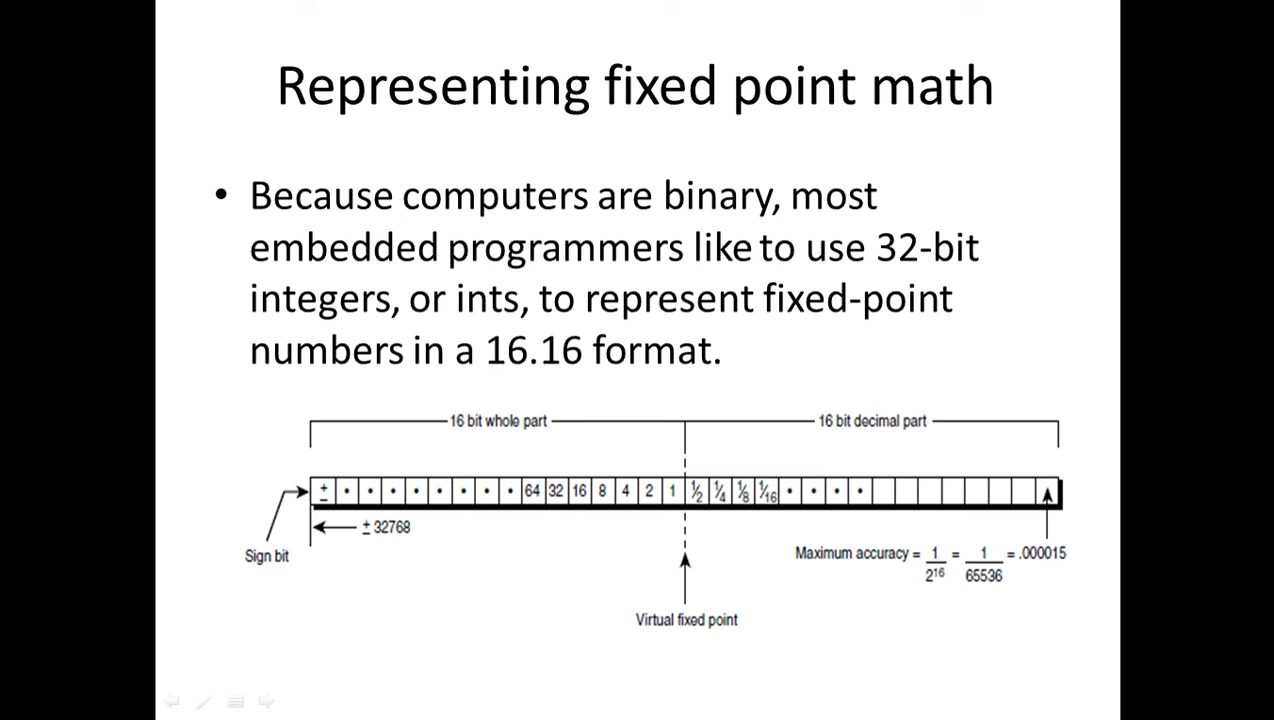 Representing fixed point math
• Because computers are binary, most
embedded programmers like to use 32-bit
integers, or ints, to represent fixed-point
numbers in a 16.16 format.
16 bit whole part 16 bit decimal part
± • • • • • • • • 64 32 16 8 4 2 1 ½ ¼ ⅛ 1/16 • • • •
± 32768
Sign bit
Maximum accuracy = 1/2¹⁶ = 1/65536 = .000015
Virtual fixed point